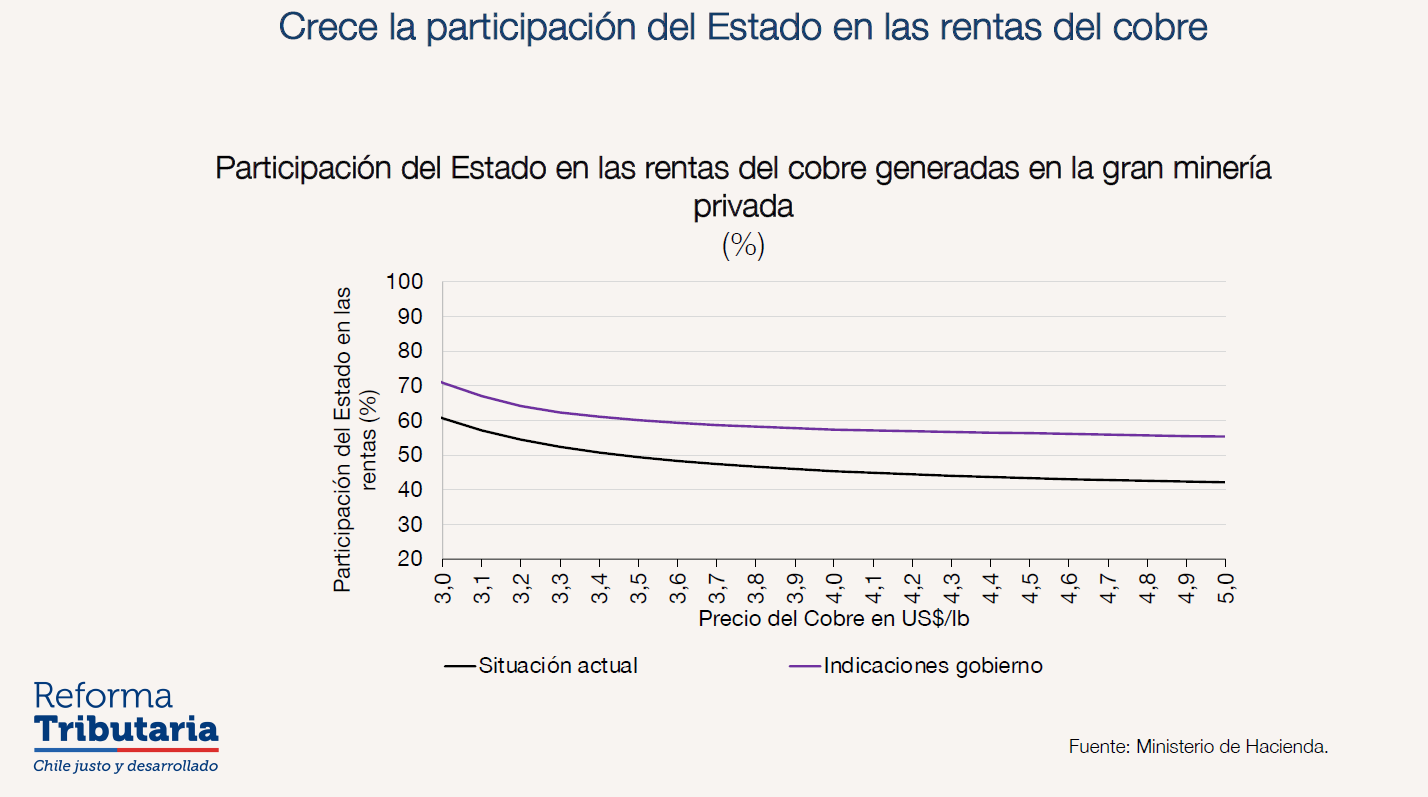 Crece la participación del Estado en las rentas del cobre
Participación del Estado en las rentas del cobre generadas en la gran minería
privada
(%)
Participación del Estado en las
rentas (%)
100
90
80
70
60
50
40
30
20
3,0
3,1
3,2
3,3
3,4
3,5
3,6
3,7
3,8
3,9
4,0
4,1
4,2
4,3
4,4
4,5
4,6
4,7
4,8
4,9
5,0
Precio del Cobre en US$/lb
Situación actual
Indicaciones gobierno
Reforma
Tributaria
Chile justo y desarrollado
Fuente: Ministerio de Hacienda.